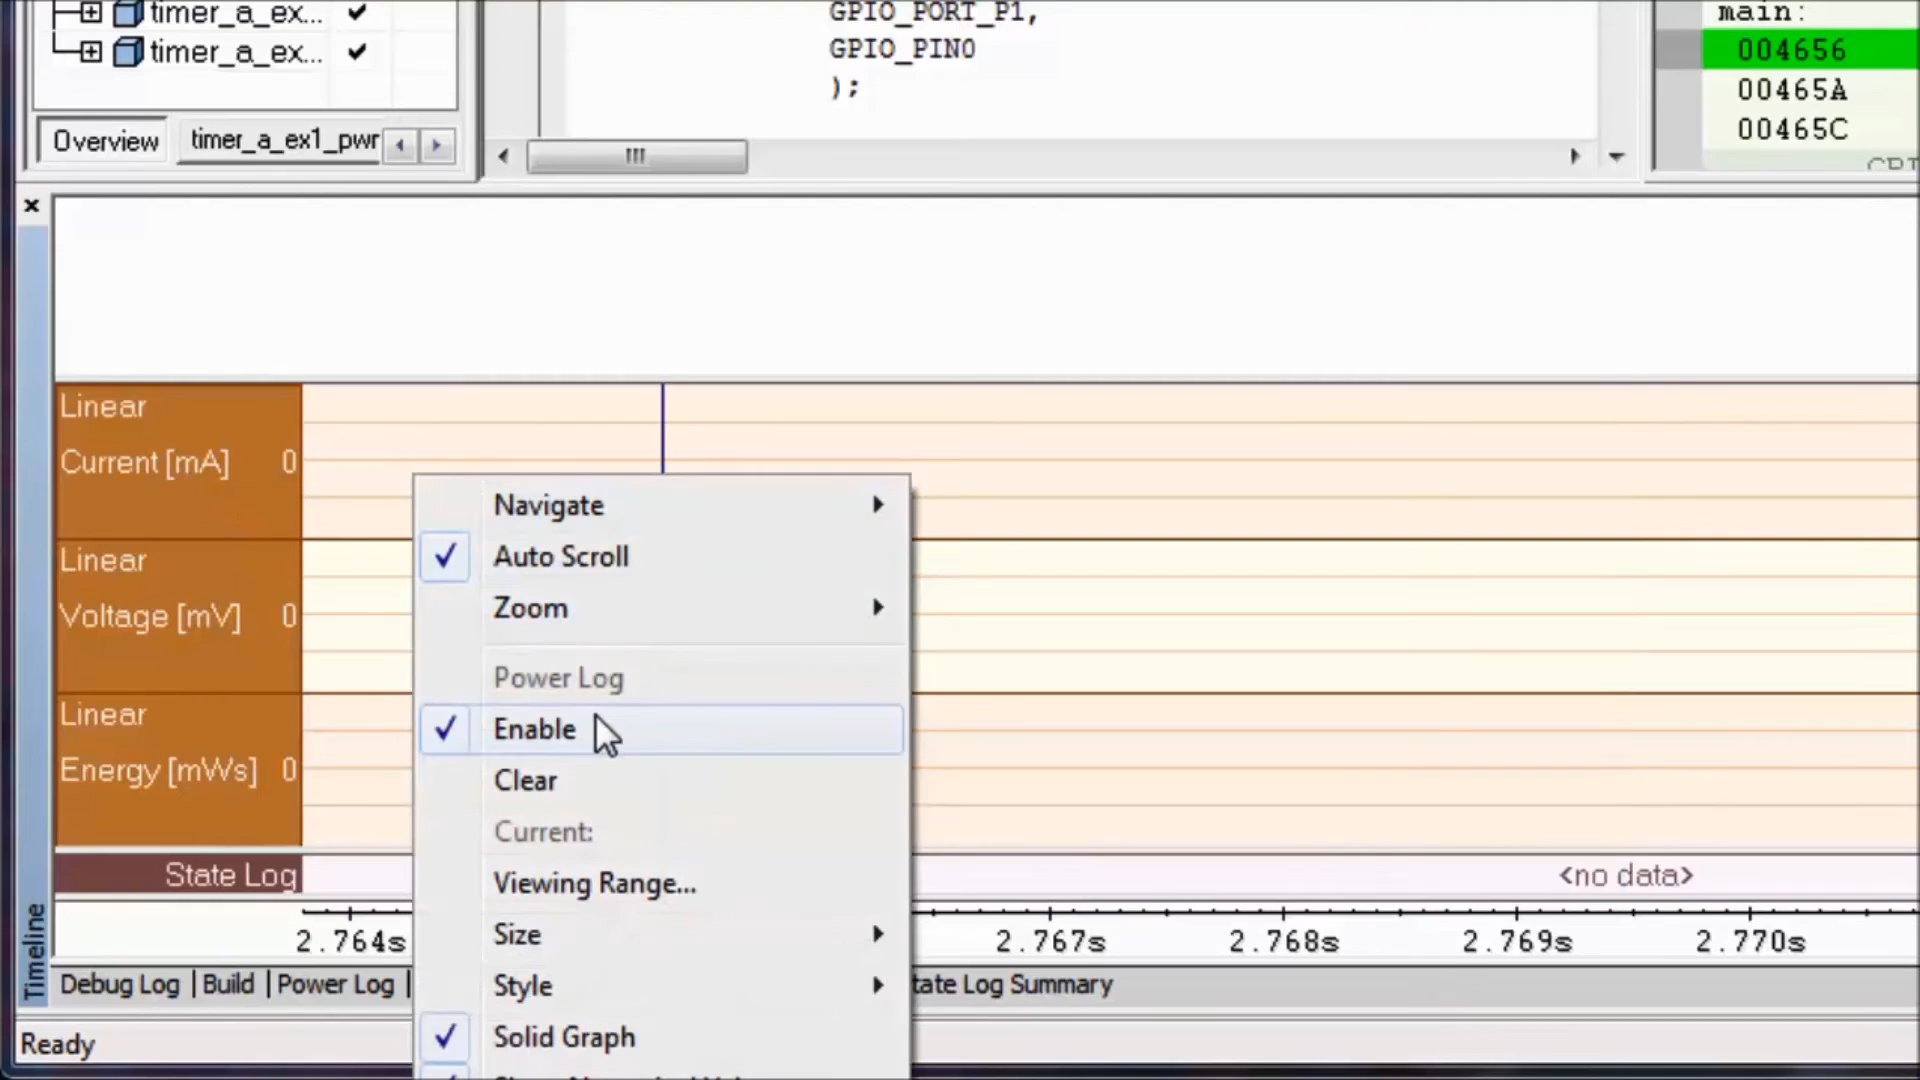 timer_a_ex...
timer_a_ex...
Overview
timer_a_ex1_pwr
GPIO_PORT_P1,
GPIO_PIN0
);
main:
004656
00465A
00465C
Linear
Current [mA] 0
Linear
Voltage [mV] 0
Linear
Energy [mWs] 0
State Log
<no data>
2.764s
2.767s
2.768s
2.769s
2.770s
Navigate
Auto Scroll
Zoom
Power Log
Enable
Clear
Current:
Viewing Range...
Size
Style
Solid Graph
Timeline
Debug Log
Build
Power Log
tate Log Summary
Ready